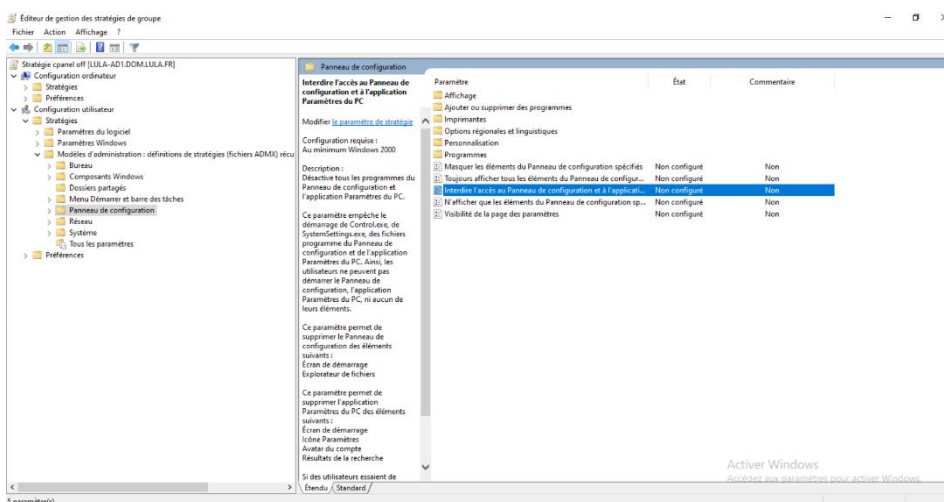 Éditeur de gestion des stratégies de groupe
Fichier Action Affichage ?
Stratégie cpanel off [LULA-AD1.DOM.LULA.FR]
Configuration ordinateur
Stratégies
Préférences
Configuration utilisateur
Stratégies
Paramètres du logiciel
Paramètres Windows
Modèles d'administration : définitions de stratégies (fichiers ADMX) récu
Bureau
Composants Windows
Dossiers partagés
Menu Démarrer et barre des tâches
Panneau de configuration
Réseau
Système
Tous les paramètres
Préférences
Panneau de configuration
Interdire l'accès au Panneau de
configuration et à l'application
Paramètres du PC
Modifier le paramètre de stratégie
Configuration requise :
Au minimum Windows 2000
Description :
Désactive tous les programmes du
Panneau de configuration et
l'application Paramètres du PC.
Ce paramètre empêche le
démarrage de Control.exe, de
SystemSettings.exe, des fichiers
programme du Panneau de
configuration et de l'application
Paramètres du PC. Ainsi, les
utilisateurs ne peuvent pas
démarrer le Panneau de
configuration, l'application
Paramètres du PC, ni aucun de
leurs éléments.
Ce paramètre permet de
supprimer le Panneau de
configuration des éléments
suivants :
Écran de démarrage
Explorateur de fichiers
Ce paramètre permet de
supprimer l'application
Paramètres du PC des éléments
suivants :
Écran de démarrage
Icône Paramètres
Avatar du compte
Résultats de la recherche
Si des utilisateurs essaient de
Paramètre État Commentaire
Affichage
Ajouter ou supprimer des programmes
Imprimantes
Options régionales et linguistiques
Personnalisation
Programmes
Masquer les éléments du Panneau de configuration spécifiés Non configuré Non
Toujours afficher tous les éléments du Panneau de configur... Non configuré Non
Interdire l'accès au Panneau de configuration et à l'applicati... Non configuré Non
N'afficher que les éléments du Panneau de configuration sp... Non configuré Non
Visibilité de la page des paramètres Non configuré Non
Étendu Standard
5 paramètre(s)
Activer Windows
Accédez aux paramètres pour activer Windows.